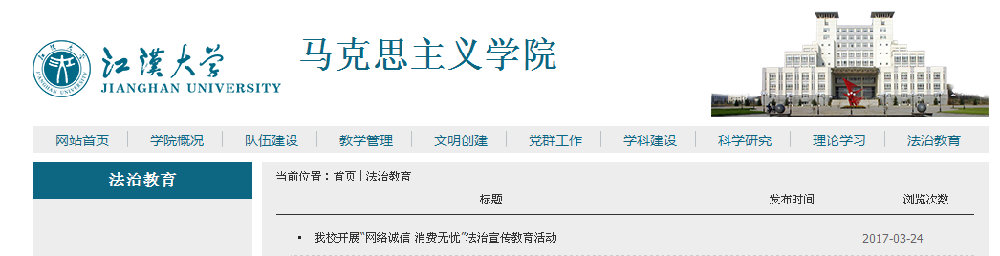 江汉大学
JIANGHAN UNIVERSITY
马克思主义学院
网站首页 学院概况 队伍建设 教学管理 文明创建 党群工作 学科建设 科学研究 理论学习 法治教育
法治教育
当前位置：首页 | 法治教育
标题 发布时间 浏览次数
· 我校开展“网络诚信 消费无忧”法治宣传教育活动 2017-03-24